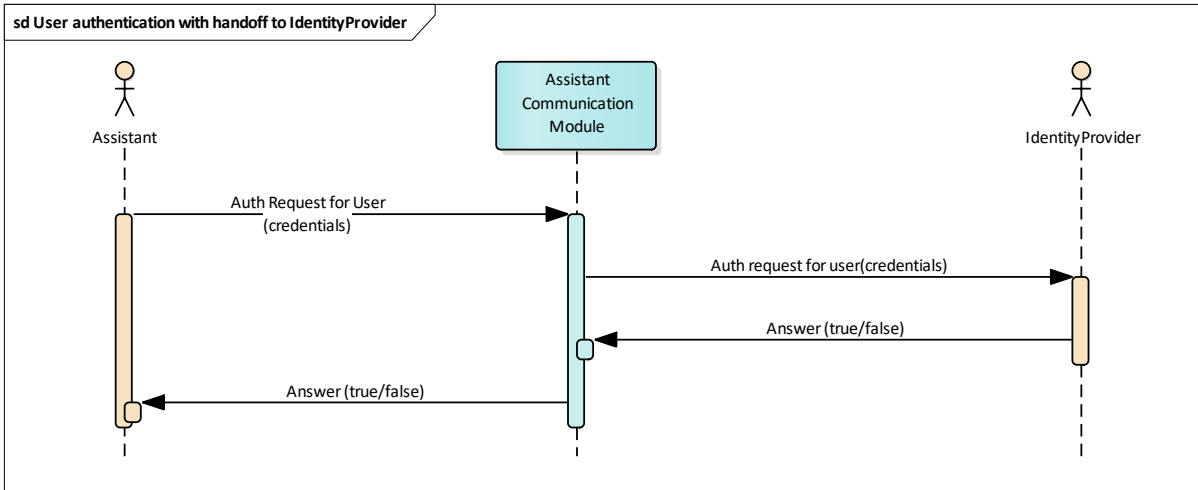 sd User authentication with handoff to IdentityProvider
Assistant
Communication
Module
Assistant
IdentityProvider
Auth Request for User
(credentials)
Auth request for user(credentials)
Answer (true/false)
Answer (true/false)